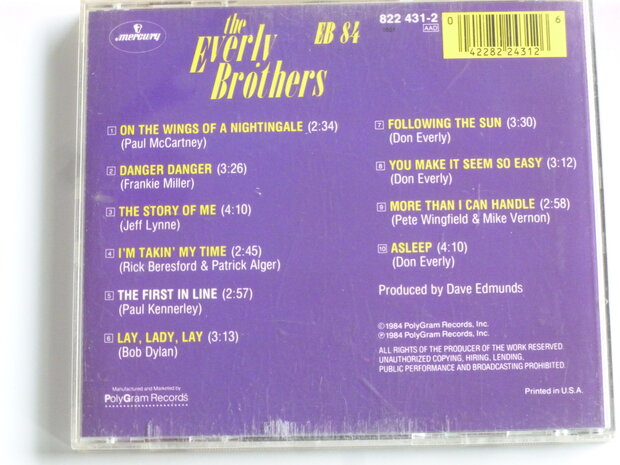 mercury
the
Everly
Brothers
EB 84
822 431-2
AAD
0 42282 24312 6
1 ON THE WINGS OF A NIGHTINGALE (2:34)
(Paul McCartney)
2 DANGER DANGER (3:26)
(Frankie Miller)
3 THE STORY OF ME (4:10)
(Jeff Lynne)
4 I'M TAKIN' MY TIME (2:45)
(Rick Beresford & Patrick Alger)
5 THE FIRST IN LINE (2:57)
(Paul Kennerley)
6 LAY, LADY, LAY (3:13)
(Bob Dylan)
7 FOLLOWING THE SUN (3:30)
(Don Everly)
8 YOU MAKE IT SEEM SO EASY (3:12)
(Don Everly)
9 MORE THAN I CAN HANDLE (2:58)
(Pete Wingfield & Mike Vernon)
10 ASLEEP (4:10)
(Don Everly)
Produced by Dave Edmunds
©1984 PolyGram Records, Inc.
℗1984 PolyGram Records, Inc.
ALL RIGHTS OF THE PRODUCER OF THE WORK RESERVED.
UNAUTHORIZED COPYING, HIRING, LENDING,
PUBLIC PERFORMANCE AND BROADCASTING PROHIBITED.
Manufactured and Marketed by
PolyGram Records
Printed in U.S.A.